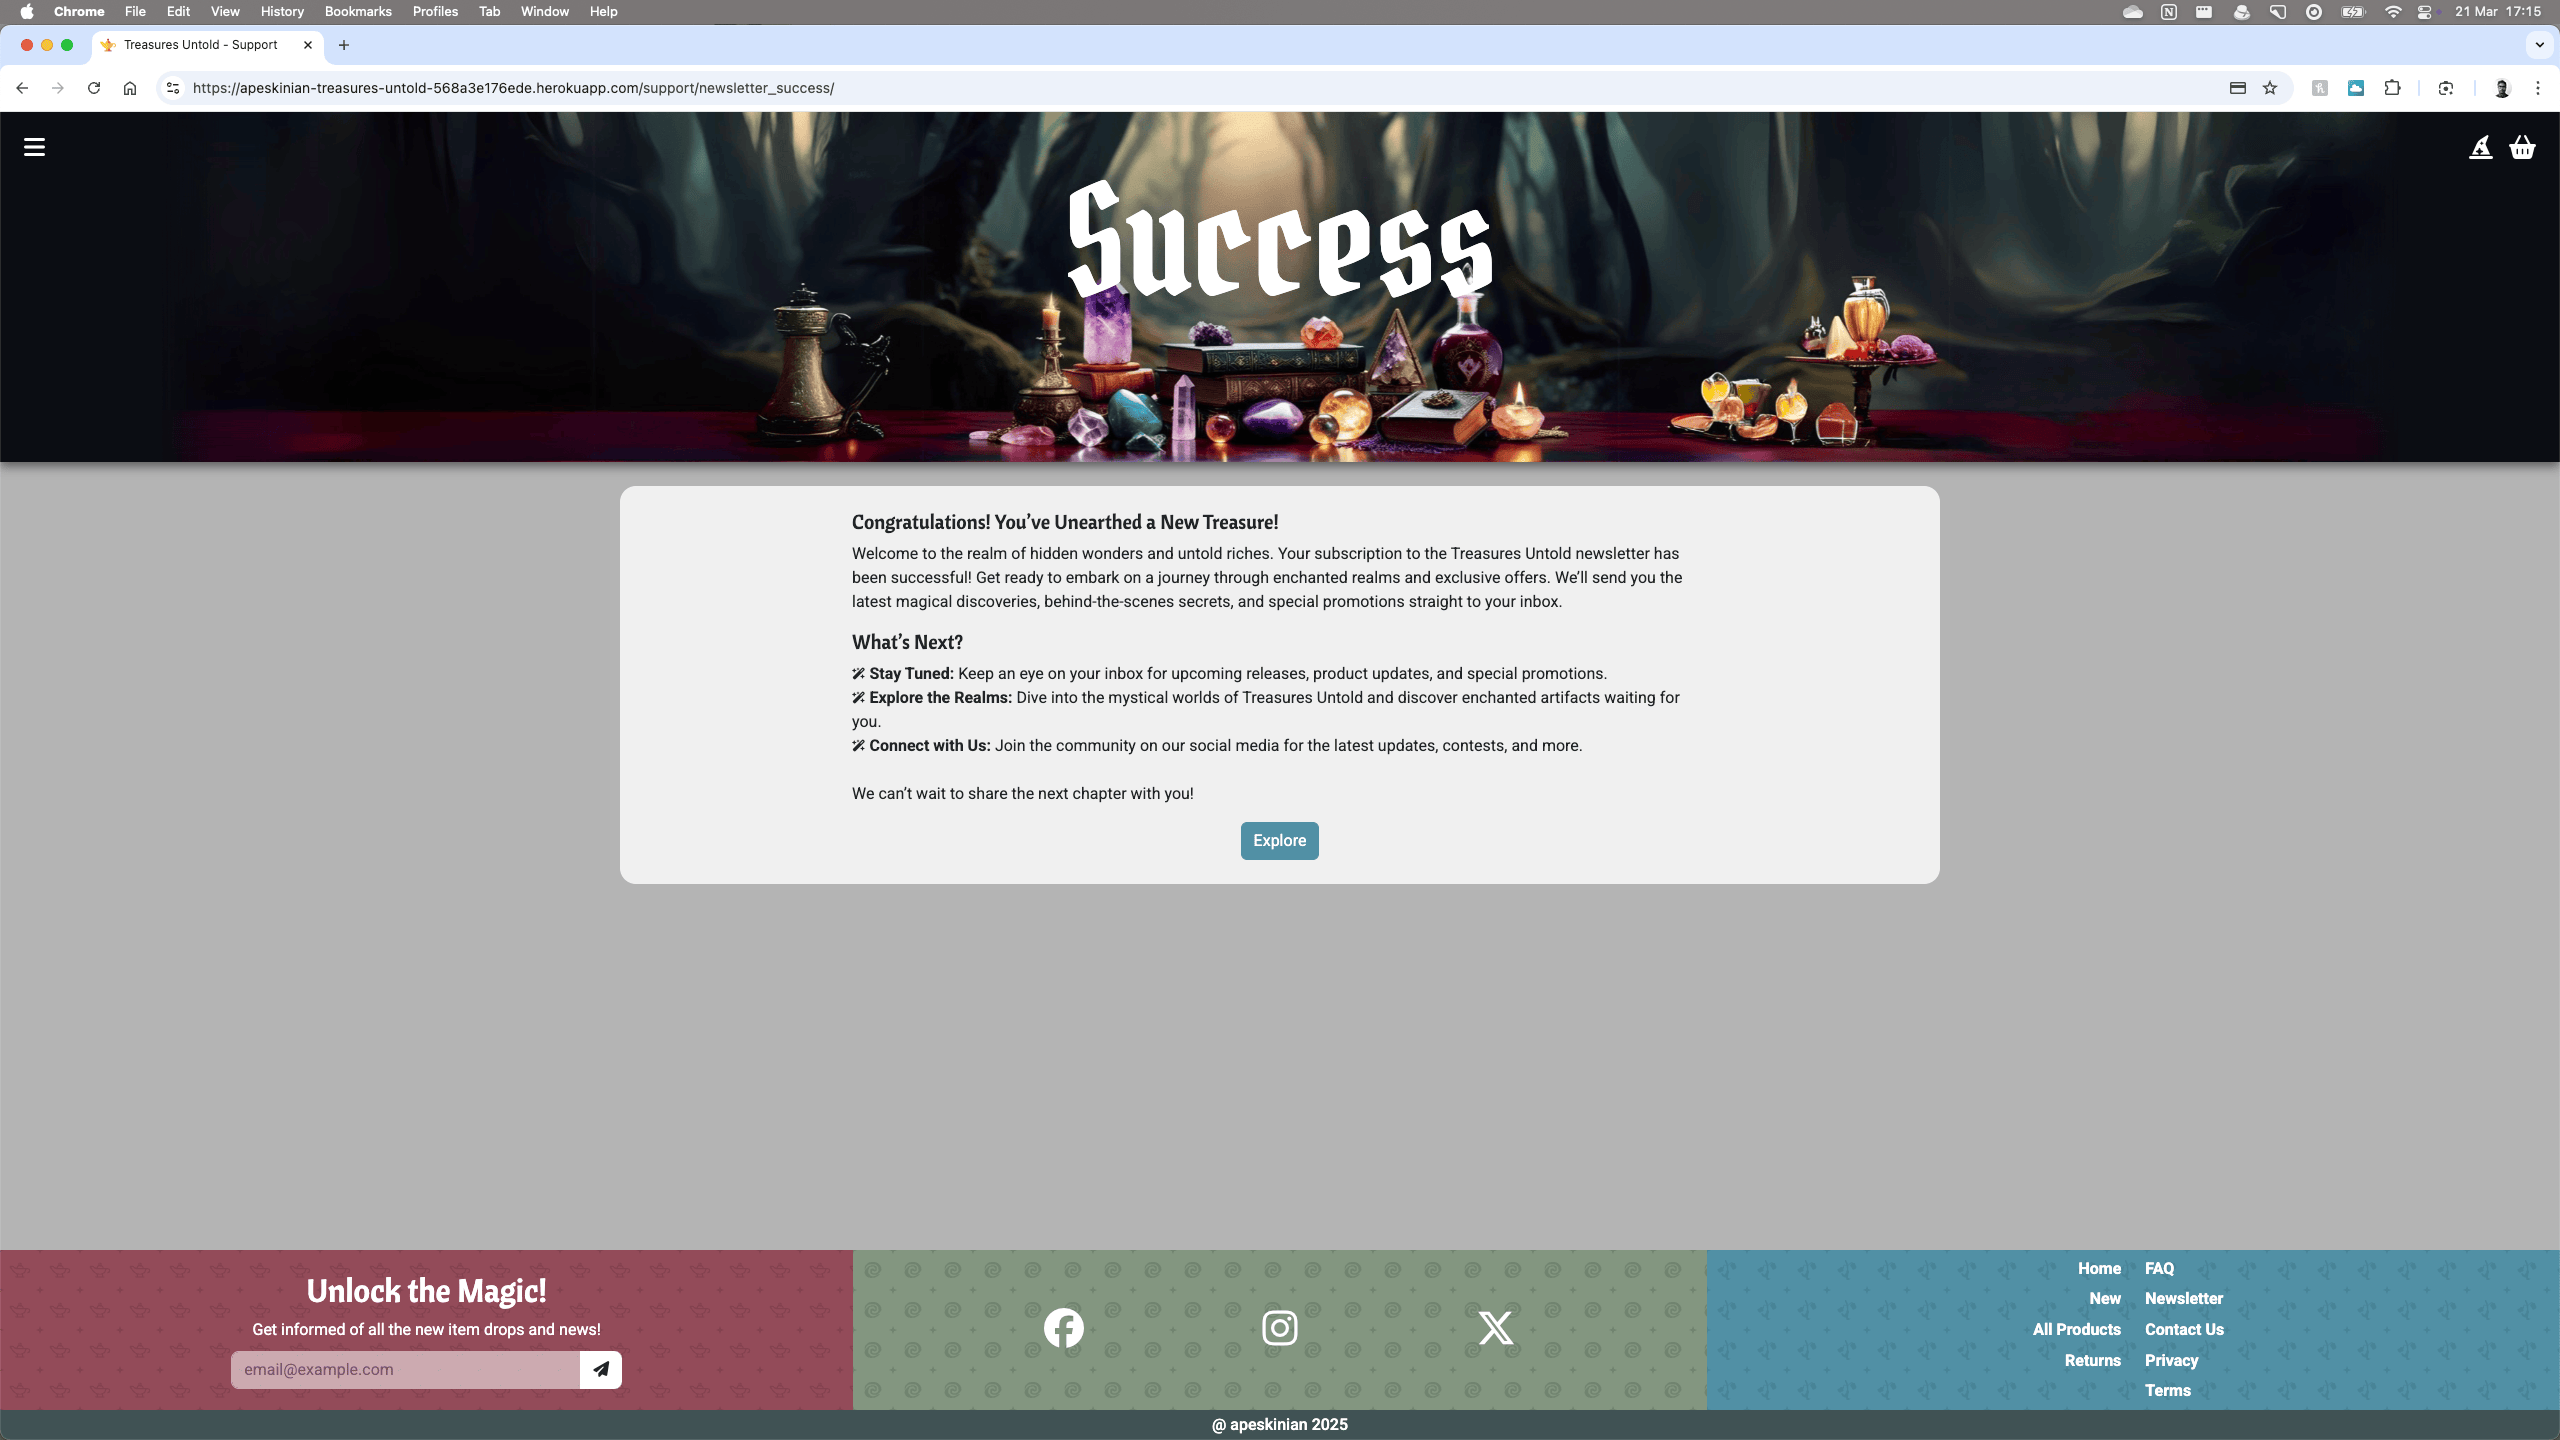 Chrome File Edit View History Bookmarks Profiles Tab Window Help 21 Mar 17:15
Treasures Untold - Support
https://apeskinian-treasures-untold-568a3e176ede.herokuapp.com/support/newsletter_success/
Success
Congratulations! You’ve Unearthed a New Treasure!
Welcome to the realm of hidden wonders and untold riches. Your subscription to the Treasures Untold newsletter has
been successful! Get ready to embark on a journey through enchanted realms and exclusive offers. We’ll send you the
latest magical discoveries, behind-the-scenes secrets, and special promotions straight to your inbox.
What’s Next?
Stay Tuned: Keep an eye on your inbox for upcoming releases, product updates, and special promotions.
Explore the Realms: Dive into the mystical worlds of Treasures Untold and discover enchanted artifacts waiting for
you.
Connect with Us: Join the community on our social media for the latest updates, contests, and more.
We can’t wait to share the next chapter with you!
Explore
Unlock the Magic!
Get informed of all the new item drops and news!
email@example.com
Home FAQ
New Newsletter
All Products Contact Us
Returns Privacy
Terms
@ apeskinian 2025